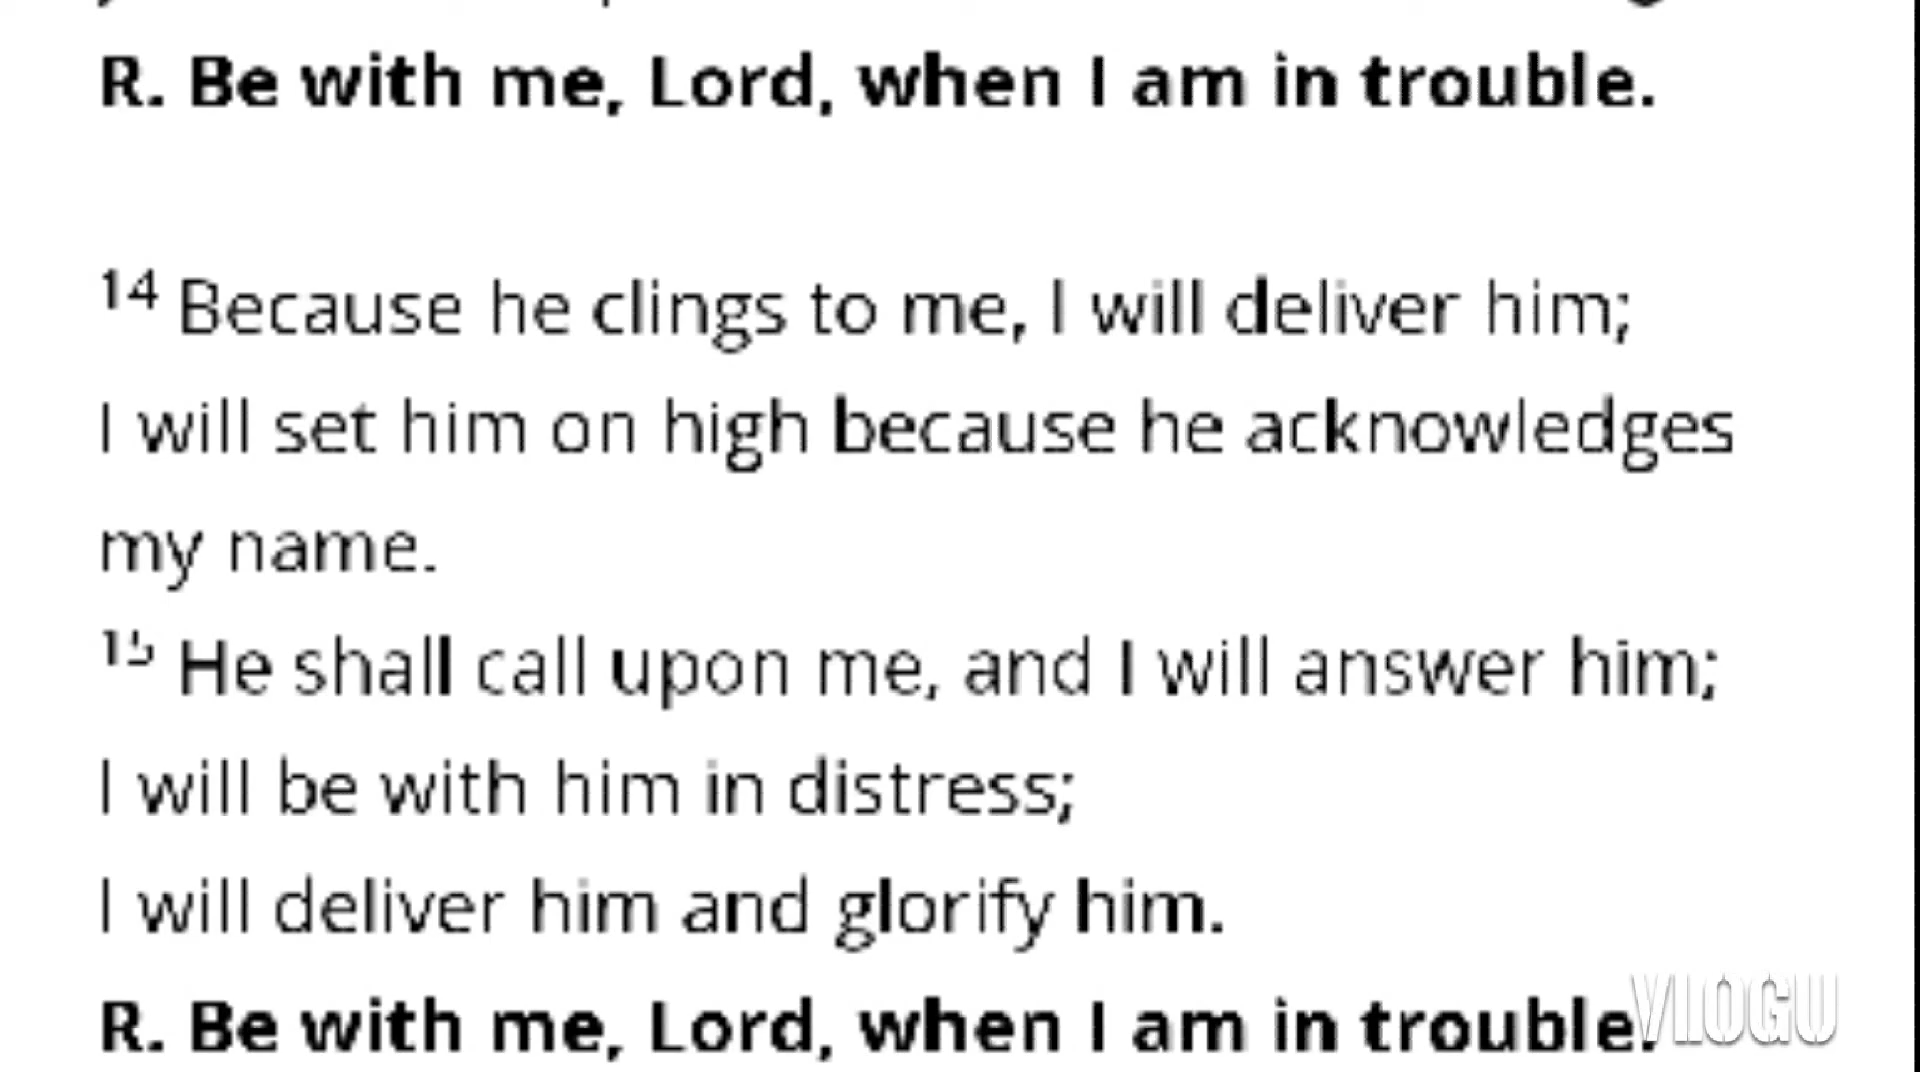 R. Be with me, Lord, when I am in trouble.
14 Because he clings to me, I will deliver him;
I will set him on high because he acknowledges
my name.
15 He shall call upon me, and I will answer him;
I will be with him in distress;
I will deliver him and glorify him.
R. Be with me, Lord, when I am in trouble.
VLOGU